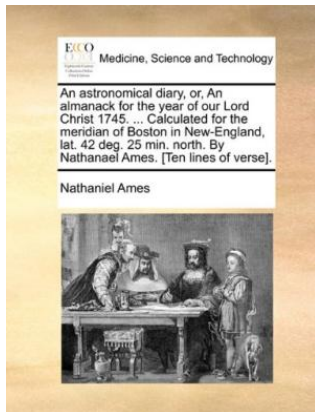 ECCO
Medicine, Science and Technology
An astronomical diary, or, An
almanack for the year of our Lord
Christ 1745. ... Calculated for the
meridian of Boston in New-England,
lat. 42 deg. 25 min. north. By
Nathanael Ames. [Ten lines of verse].
Nathaniel Ames